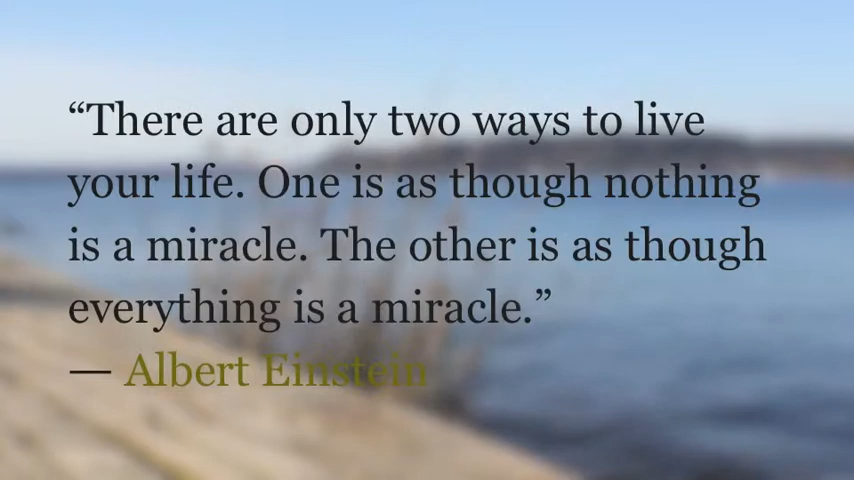 “There are only two ways to live
your life. One is as though nothing
is a miracle. The other is as though
everything is a miracle.”
— Albert Einstein